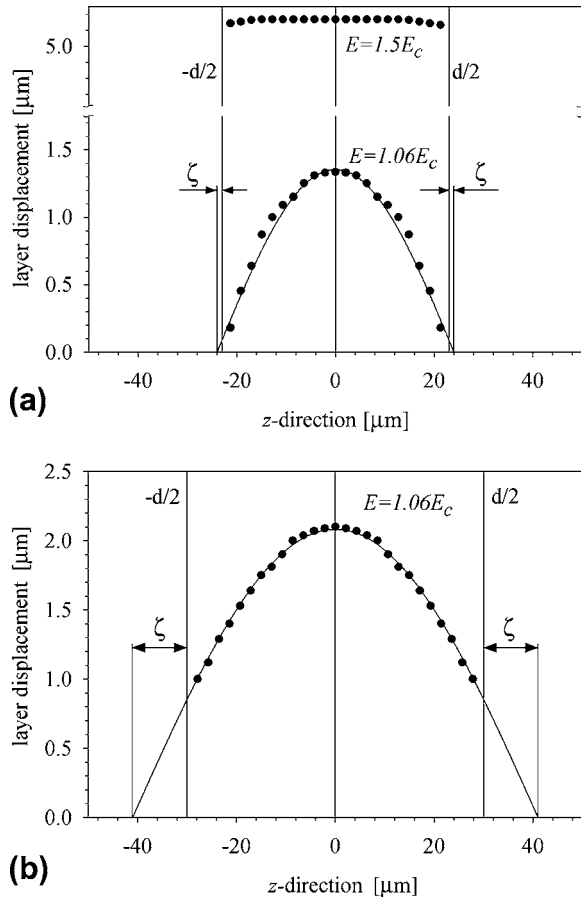 5.0
E=1.5E_c
-d/2
d/2
layer displacement [µm]
1.5
E=1.06E_c
ζ
ζ
1.0
0.5
0.0
-40 -20 0 20 40
(a)
z-direction [µm]
2.5
-d/2
E=1.06E_c
d/2
2.0
layer displacement [µm]
1.5
ζ
ζ
1.0
0.5
0.0
-40 -20 0 20 40
(b)
z-direction [µm]